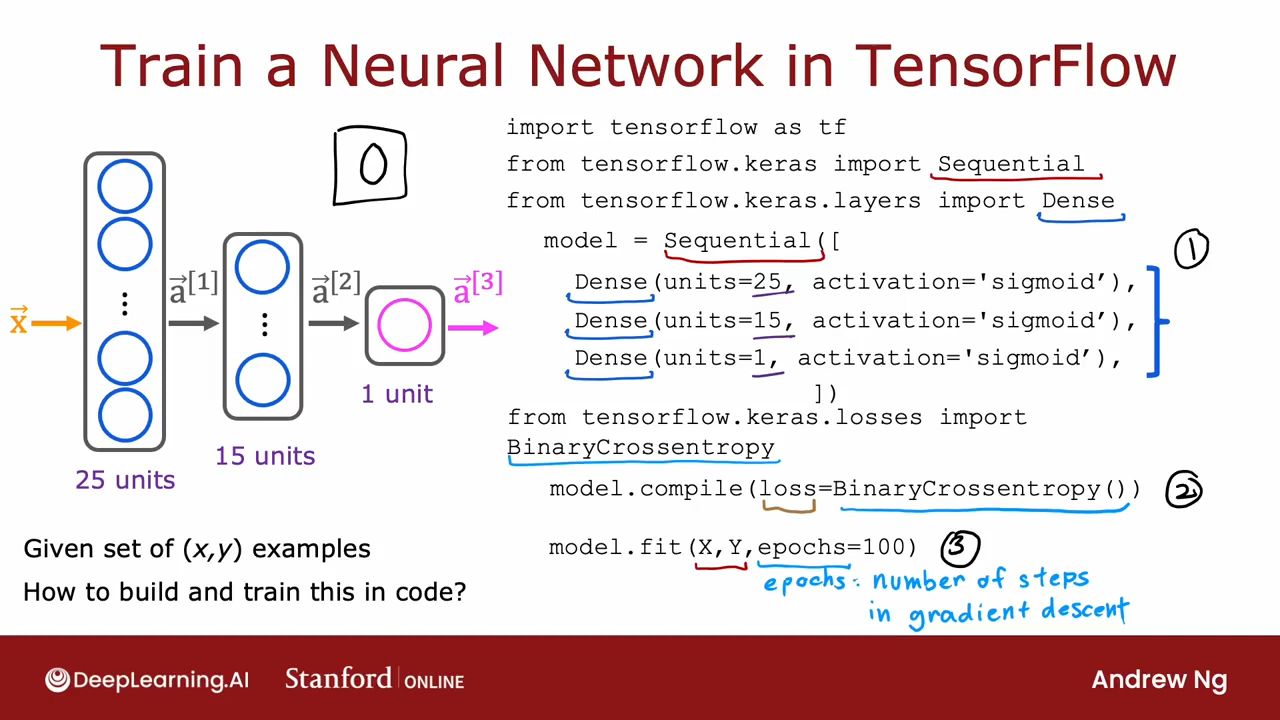 Train a Neural Network in TensorFlow
0
x⃗
a⃗[1]
a⃗[2]
a⃗[3]
25 units
15 units
1 unit
Given set of (x,y) examples
How to build and train this in code?
import tensorflow as tf
from tensorflow.keras import Sequential
from tensorflow.keras.layers import Dense
model = Sequential([
①
Dense(units=25, activation='sigmoid’),
Dense(units=15, activation='sigmoid’),
Dense(units=1, activation='sigmoid’),
])
from tensorflow.keras.losses import
BinaryCrossentropy
model.compile(loss=BinaryCrossentropy()) ②
model.fit(X,Y,epochs=100) ③
epochs: number of steps
in gradient descent
DeepLearning.AI Stanford | ONLINE Andrew Ng